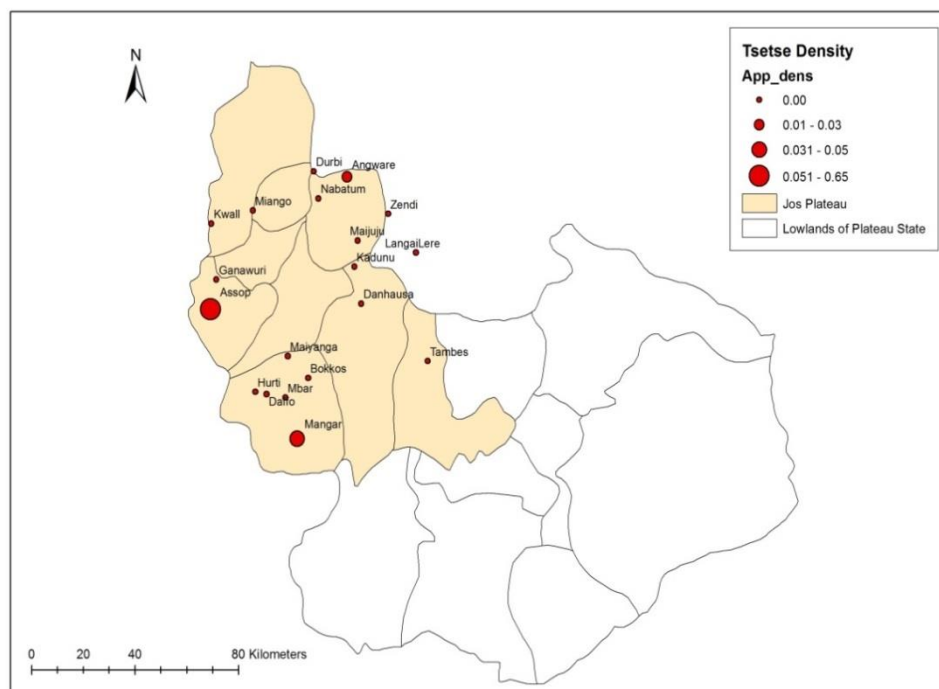 N
Tsetse Density
App_dens
0.00
0.01 - 0.03
0.031 - 0.05
0.051 - 0.65
Jos Plateau
Lowlands of Plateau State
Durbi
Angware
Nabatum
Miango
Zendi
Kwall
Maijuju
LangaiLere
Kadunu
Ganawuri
Assop
Danhausa
Maiyanga
Tambes
Bokkos
Hurti
Mbar
Daffo
Mangar
0 20 40 80 Kilometers